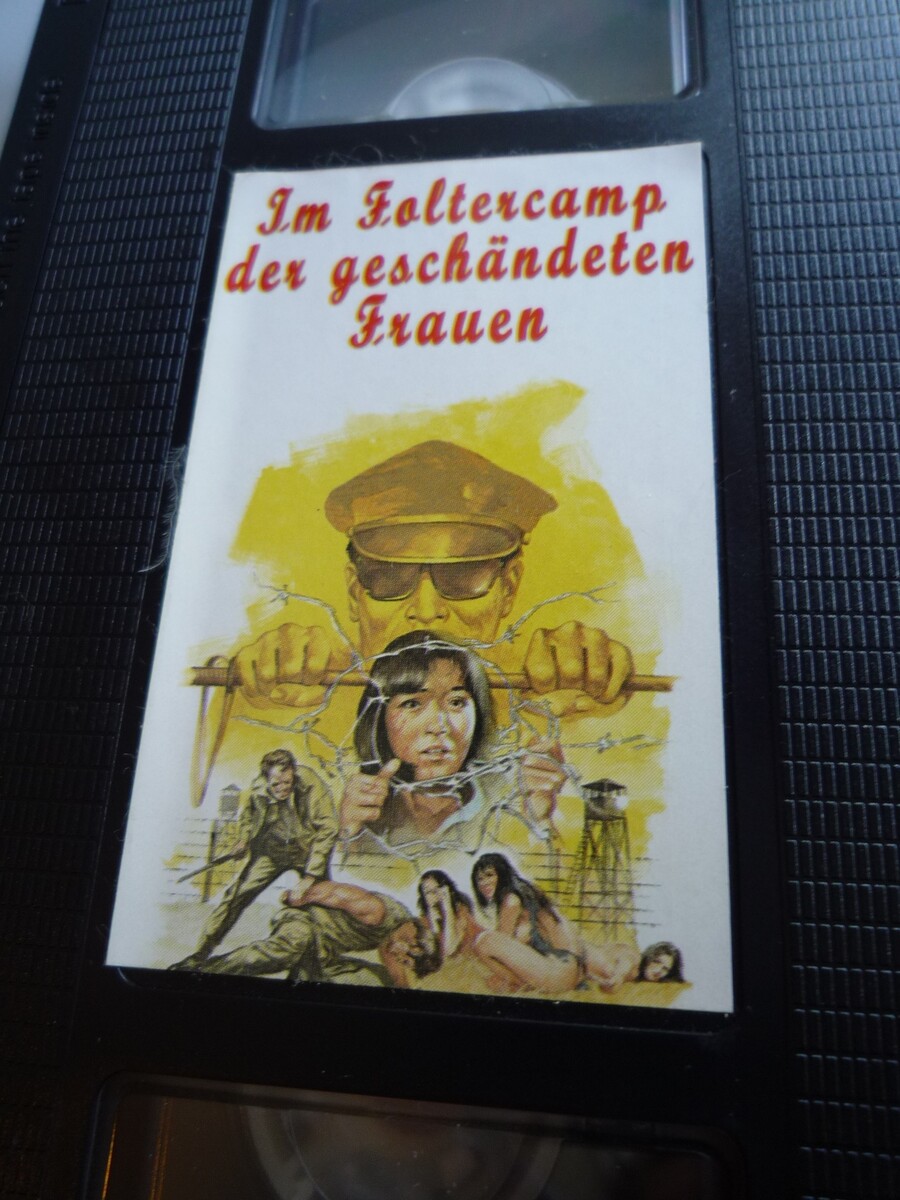 Im Foltercamp
der geschändeten
Frauen